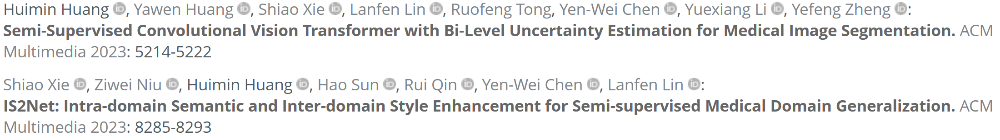 Huimin Huang, Yawen Huang, Shiao Xie, Lanfen Lin, Ruofeng Tong, Yen-Wei Chen, Yuexiang Li, Yefeng Zheng:
Semi-Supervised Convolutional Vision Transformer with Bi-Level Uncertainty Estimation for Medical Image Segmentation. ACM
Multimedia 2023: 5214-5222
Shiao Xie, Ziwei Niu, Huimin Huang, Hao Sun, Rui Qin, Yen-Wei Chen, Lanfen Lin:
IS2Net: Intra-domain Semantic and Inter-domain Style Enhancement for Semi-supervised Medical Domain Generalization. ACM
Multimedia 2023: 8285-8293